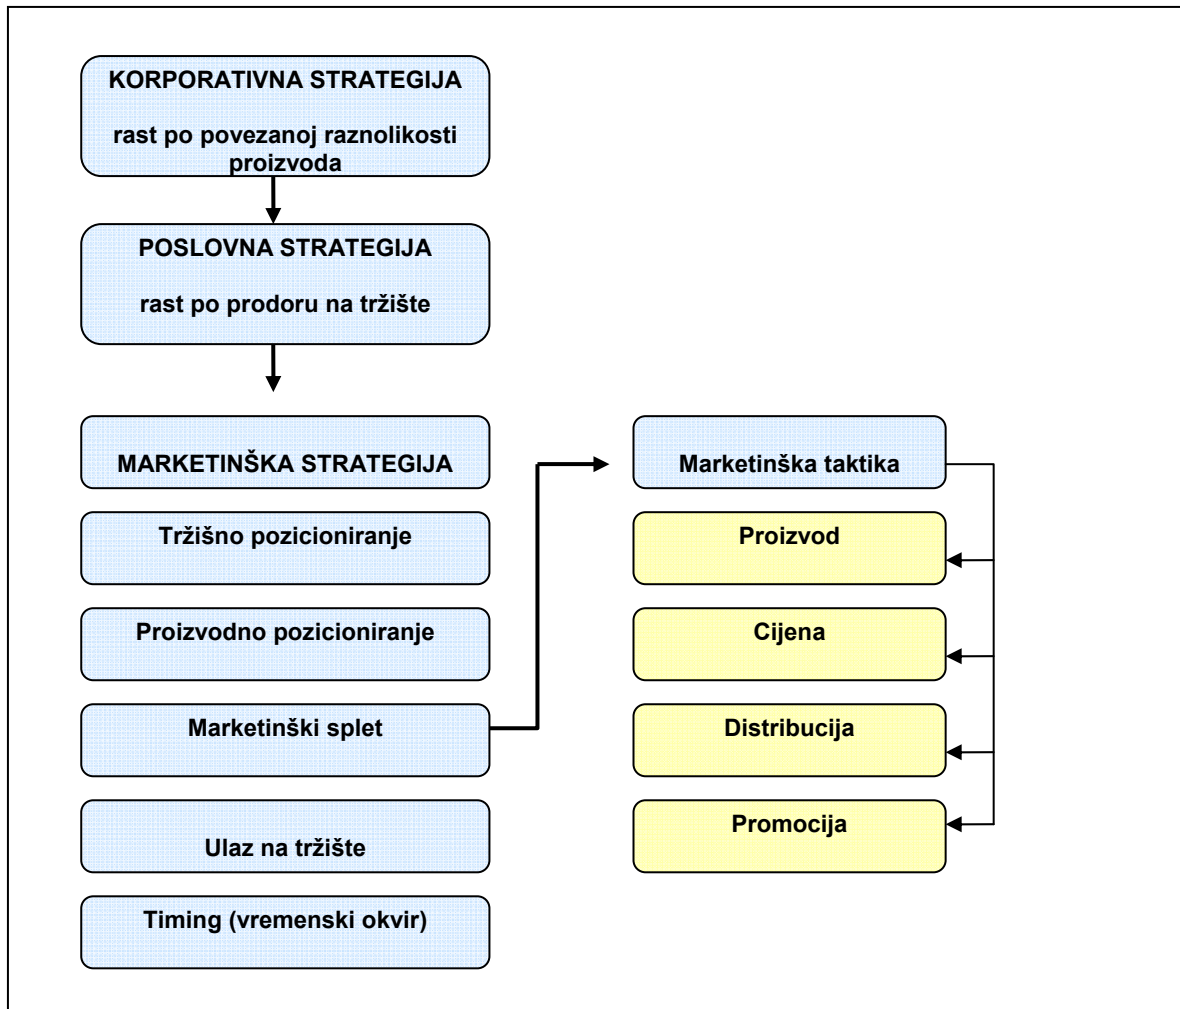 KORPORATIVNA STRATEGIJA
rast po povezanoj raznolikosti
proizvoda
POSLOVNA STRATEGIJA
rast po prodoru na tržište
MARKETINŠKA STRATEGIJA
Tržišno pozicioniranje
Proizvodno pozicioniranje
Marketinški splet
Ulaz na tržište
Timing (vremenski okvir)
Marketinška taktika
Proizvod
Cijena
Distribucija
Promocija